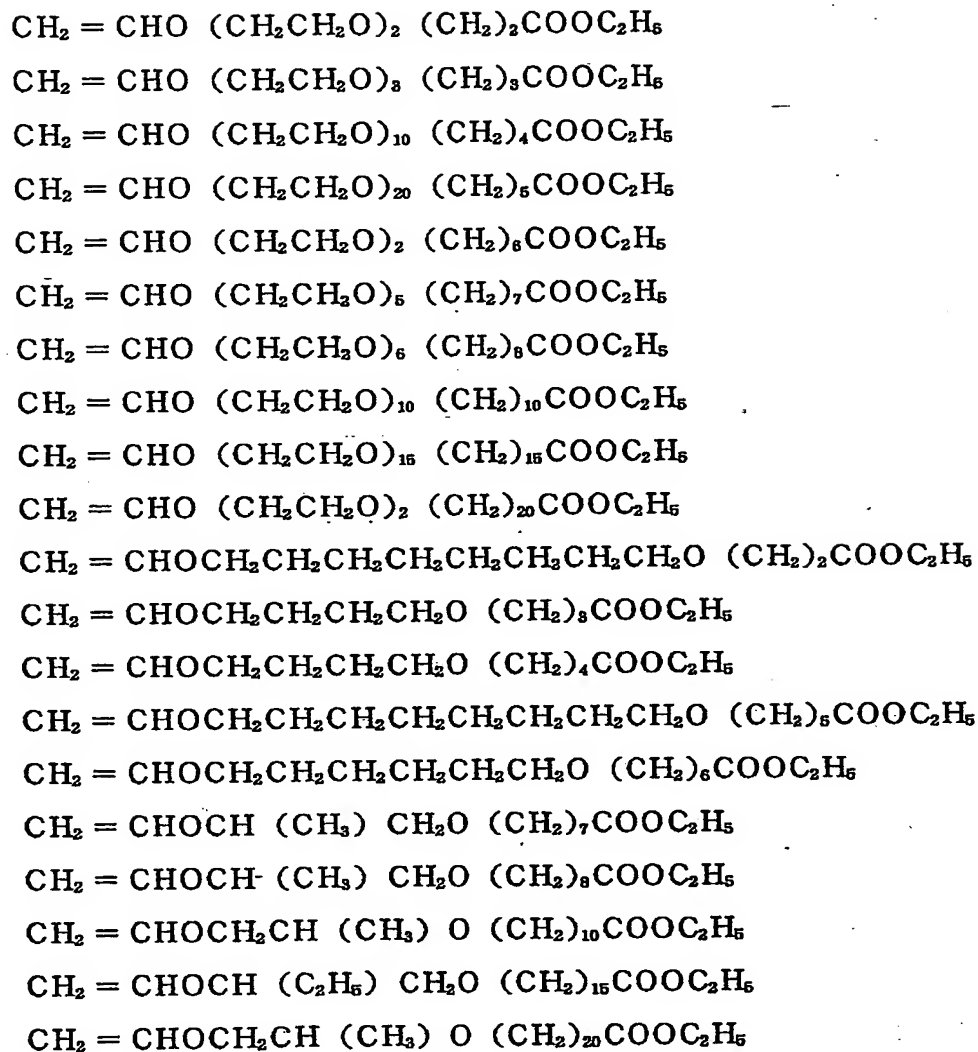 CH₂ = CHO (CH₂CH₂O)₂ (CH₂)₂COOC₂H₅
CH₂ = CHO (CH₂CH₂O)₃ (CH₂)₃COOC₂H₅
CH₂ = CHO (CH₂CH₂O)₁₀ (CH₂)₄COOC₂H₅
CH₂ = CHO (CH₂CH₂O)₂₀ (CH₂)₅COOC₂H₅
CH₂ = CHO (CH₂CH₂O)₂ (CH₂)₆COOC₂H₅
CH₂ = CHO (CH₂CH₂O)₅ (CH₂)₇COOC₂H₅
CH₂ = CHO (CH₂CH₂O)₆ (CH₂)₈COOC₂H₅
CH₂ = CHO (CH₂CH₂O)₁₀ (CH₂)₁₀COOC₂H₅
CH₂ = CHO (CH₂CH₂O)₁₅ (CH₂)₁₅COOC₂H₅
CH₂ = CHO (CH₂CH₂O)₂ (CH₂)₂₀COOC₂H₅
CH₂ = CHOCH₂CH₂CH₂CH₂CH₂CH₂CH₂CH₂O (CH₂)₂COOC₂H₅
CH₂ = CHOCH₂CH₂CH₂CH₂O (CH₂)₃COOC₂H₅
CH₂ = CHOCH₂CH₂CH₂CH₂O (CH₂)₄COOC₂H₅
CH₂ = CHOCH₂CH₂CH₂CH₂CH₂CH₂CH₂CH₂O (CH₂)₅COOC₂H₅
CH₂ = CHOCH₂CH₂CH₂CH₂CH₂CH₂O (CH₂)₆COOC₂H₅
CH₂ = CHOCH (CH₃) CH₂O (CH₂)₇COOC₂H₅
CH₂ = CHOCH (CH₃) CH₂O (CH₂)₈COOC₂H₅
CH₂ = CHOCH₂CH (CH₃) O (CH₂)₁₀COOC₂H₅
CH₂ = CHOCH (C₂H₅) CH₂O (CH₂)₁₅COOC₂H₅
CH₂ = CHOCH₂CH (CH₃) O (CH₂)₂₀COOC₂H₅